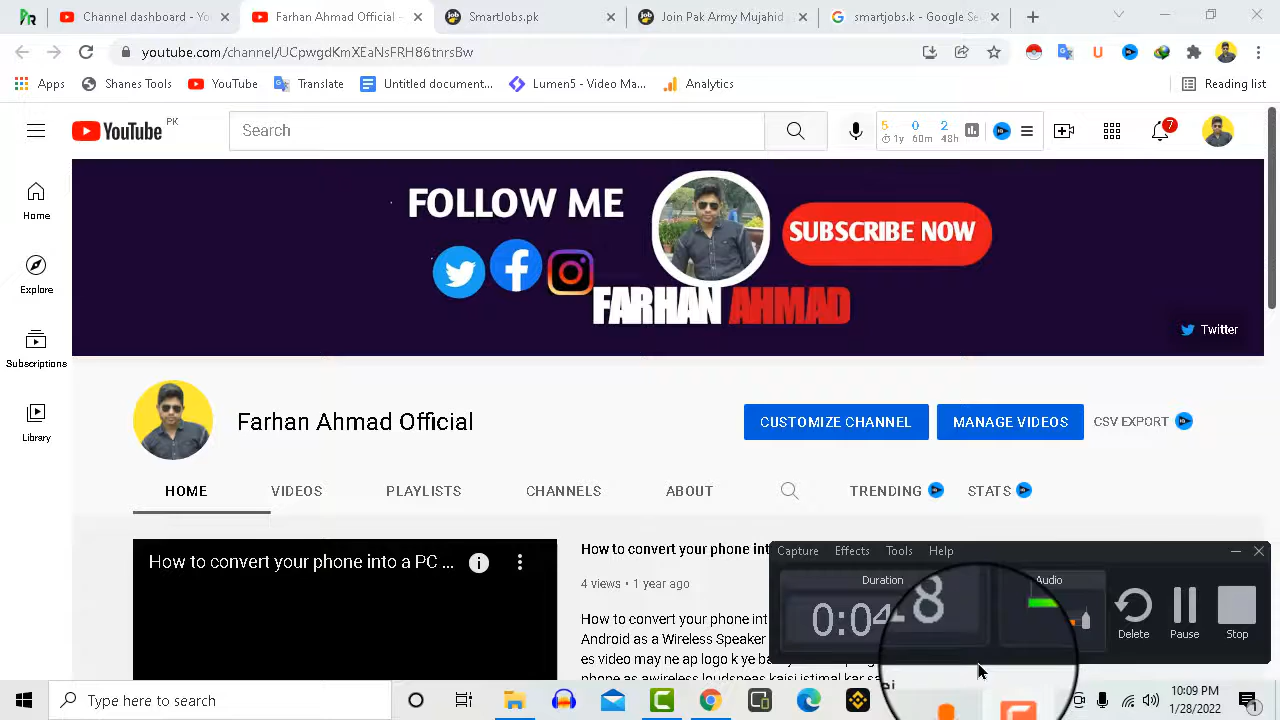 Channel dashboard - Y
Farhan Ahmad Official -
SmartJobs.pk
Join Pak Army Mujahid
smartjobs.k - Google Se
youtube.com/channel/UCpwgdKmXEaNsFRH86tnrsBw
Apps
Shanes Tools
YouTube
Translate
Untitled document...
Lumen5 - Video Ma...
Analytics
Reading list
YouTube PK
Search
5 0 2
1y 60m 48h
7
FOLLOW ME
SUBSCRIBE NOW
FARHAN AHMAD
Twitter
Home
Explore
Subscriptions
Library
Farhan Ahmad Official
CUSTOMIZE CHANNEL
MANAGE VIDEOS
CSV EXPORT
HOME
VIDEOS
PLAYLISTS
CHANNELS
ABOUT
TRENDING
STATS
How to convert your phone into a PC ...
How to convert your phone int
4 views • 1 year ago
How to convert your phone int
Android as a Wireless Speaker
es video may ne ap logo k ye ba
Capture
Effects
Tools
Help
Duration
Audio
Delete
Pause
Stop
Type here to search
10:09 PM
1/28/2022
1